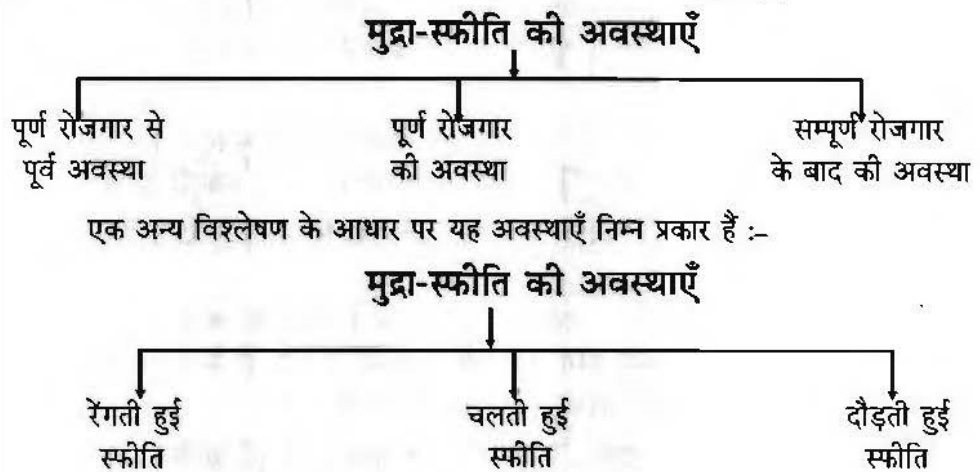 मुद्रा-स्फीति की अवस्थाएँ
पूर्ण रोजगार से
पूर्व अवस्था
पूर्ण रोजगार
की अवस्था
सम्पूर्ण रोजगार
के बाद की अवस्था
एक अन्य विश्लेषण के आधार पर यह अवस्थाएँ निम्न प्रकार हैं :–
मुद्रा-स्फीति की अवस्थाएँ
रेंगती हुई
स्फीति
चलती हुई
स्फीति
दौड़ती हुई
स्फीति